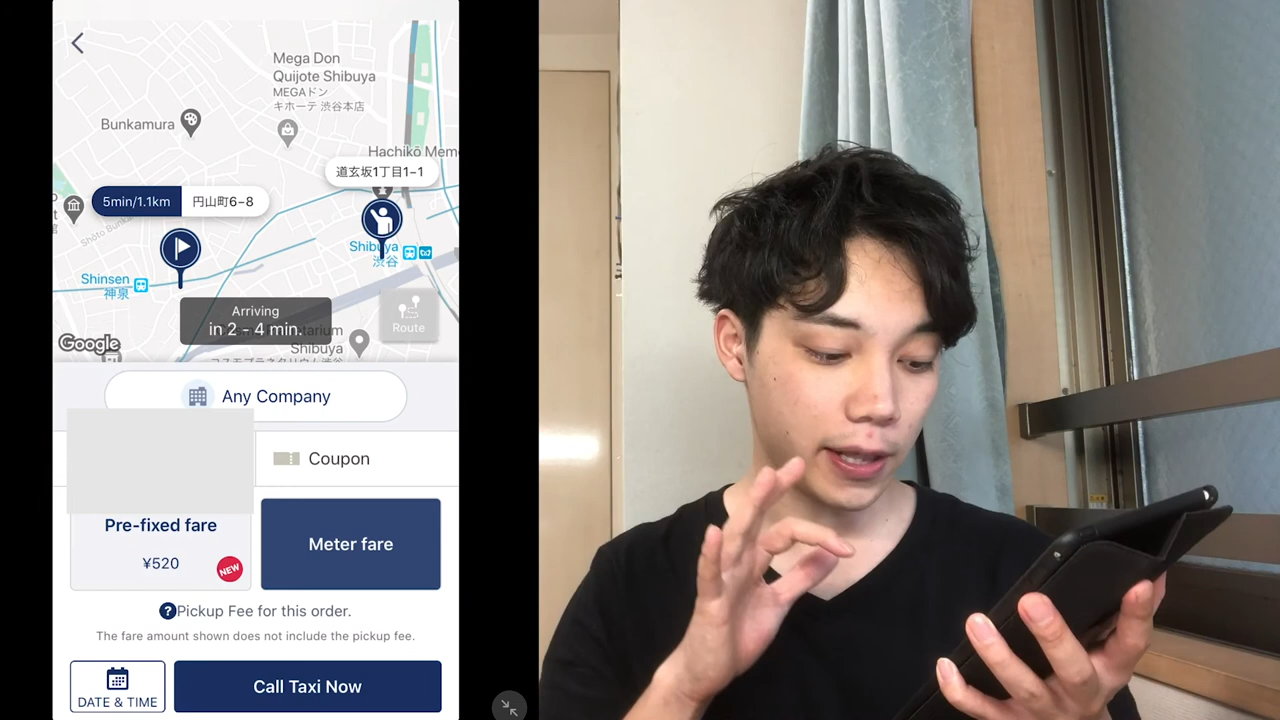 Mega Don
Quijote Shibuya
MEGAドン
キホーテ 渋谷本店
Bunkamura
Hachikō Mem
道玄坂1丁目1−1
5min/1.1km 円山町6−8
Shōto Bunka
Shibuya
渋谷
Shinsen
神泉
Arriving
in 2 - 4 min.
Route
Shibuya
Google
Any Company
Coupon
Pre-fixed fare
¥520
NEW
Meter fare
?Pickup Fee for this order.
The fare amount shown does not include the pickup fee.
DATE & TIME
Call Taxi Now